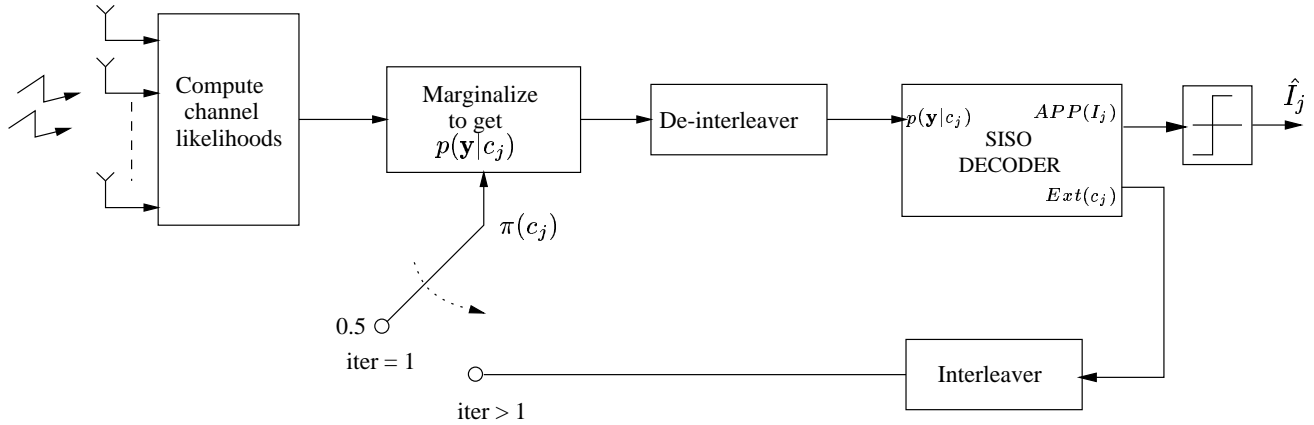 Compute
channel
likelihoods
Marginalize
to get
p(𝐲|c_j)
De-interleaver
p(𝐲|c_j)
APP(I_j)
SISO
DECODER
Ext(c_j)
Î_j
π(c_j)
0.5
iter = 1
iter > 1
Interleaver